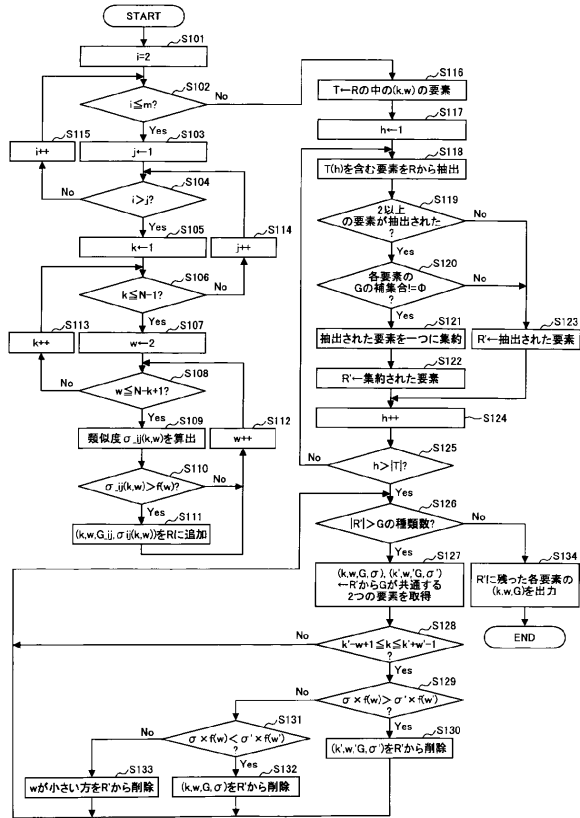 START
S101
i=2
S102
i≦m?
No
Yes
S115
i++
S103
j←1
S104
i>j?
No
Yes
S105
k←1
S114
j++
S106
k≦N-1?
No
Yes
S113
k++
S107
w←2
S108
w≦N-k+1?
No
Yes
S109
類似度σ_ij(k,w)を算出
S112
w++
S110
σ_ij(k,w)>f(w)?
No
Yes
S111
(k,w,G_ij,σij(k,w))をRに追加
S116
T←Rの中の(k,w)の要素
S117
h←1
S118
T(h)を含む要素をRから抽出
S119
2以上
の要素が抽出された
?
No
Yes
S120
各要素の
Gの補集合!=Φ
?
No
Yes
S121
抽出された要素を一つに集約
S123
R'←抽出された要素
S122
R'←集約された要素
S124
h++
S125
h>|T|?
No
Yes
S126
|R'|>Gの種類数?
No
Yes
S127
(k,w,G,σ),(k',w,'G,σ')
←R'からGが共通する
2つの要素を取得
S134
R'に残った各要素の
(k,w,G)を出力
END
S128
k'-w+1≦k≦k'+w'-1
?
No
Yes
S129
σ×f(w)>σ'×f(w')
?
No
Yes
S130
(k',w,'G,σ')をR'から削除
S131
σ×f(w)<σ'×f(w')
?
No
Yes
S133
wが小さい方をR'から削除
S132
(k,w,G,σ)をR'から削除